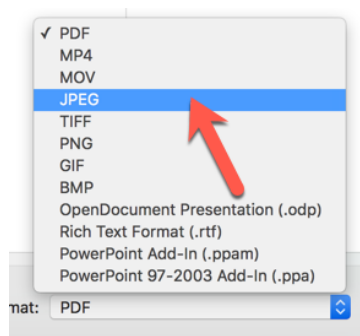 ✓ PDF
MP4
MOV
JPEG
TIFF
PNG
GIF
BMP
OpenDocument Presentation (.odp)
Rich Text Format (.rtf)
PowerPoint Add-In (.ppam)
PowerPoint 97-2003 Add-In (.ppa)
mat: PDF